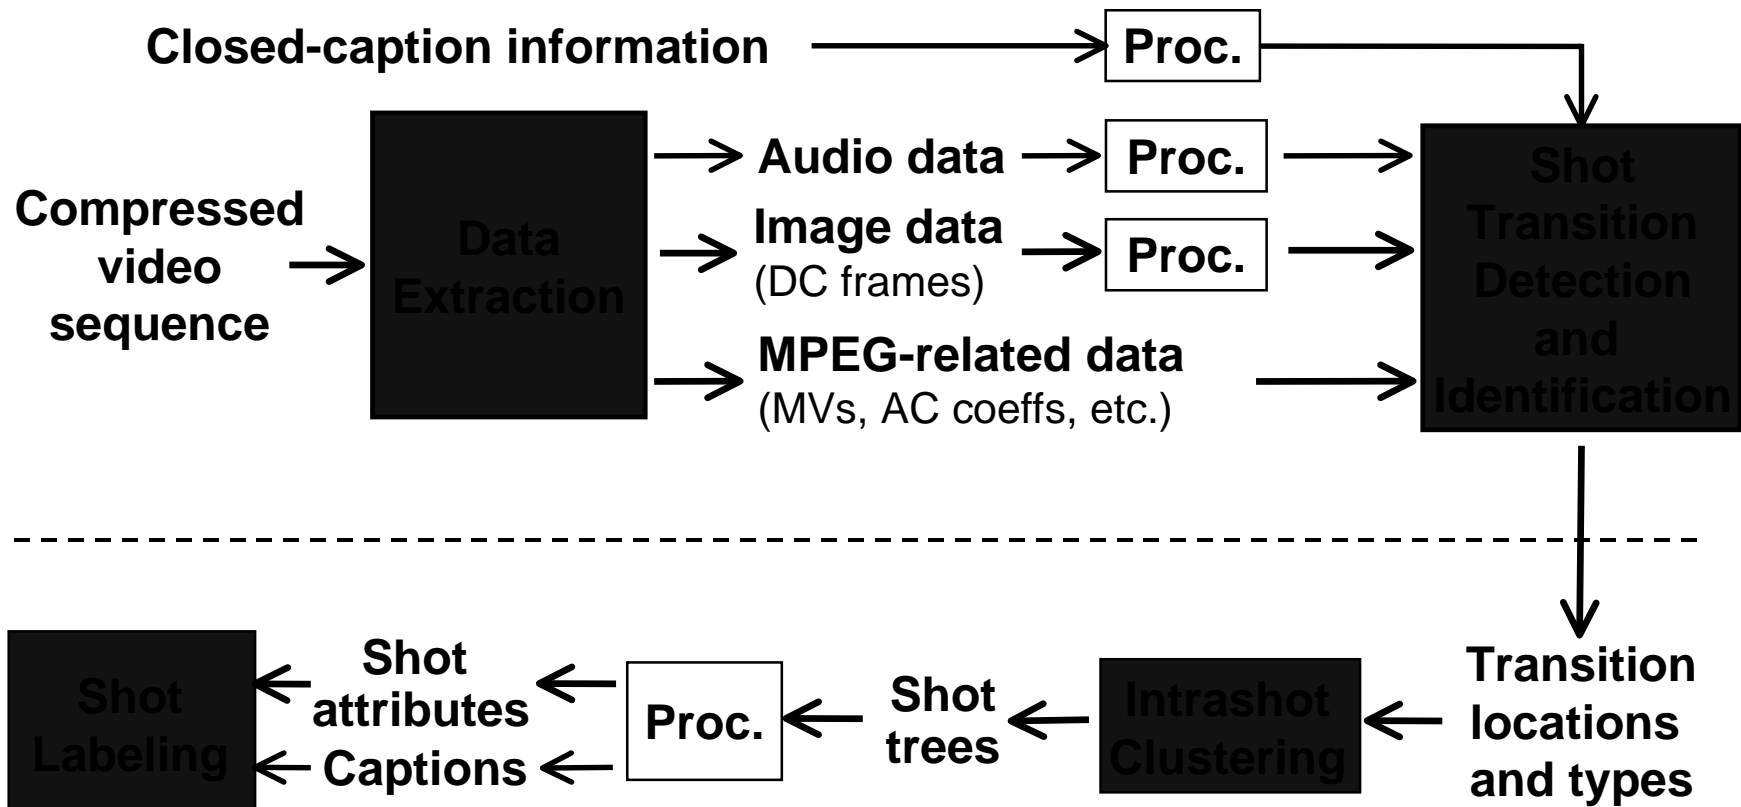 Closed-caption information
Proc.
Compressed
video
sequence
Data
Extraction
Audio data
Proc.
Image data
(DC frames)
Proc.
MPEG-related data
(MVs, AC coeffs, etc.)
Shot
Transition
Detection
and
Identification
Transition
locations
and types
Intrashot
Clustering
Shot
trees
Proc.
Shot
attributes
Captions
Shot
Labeling